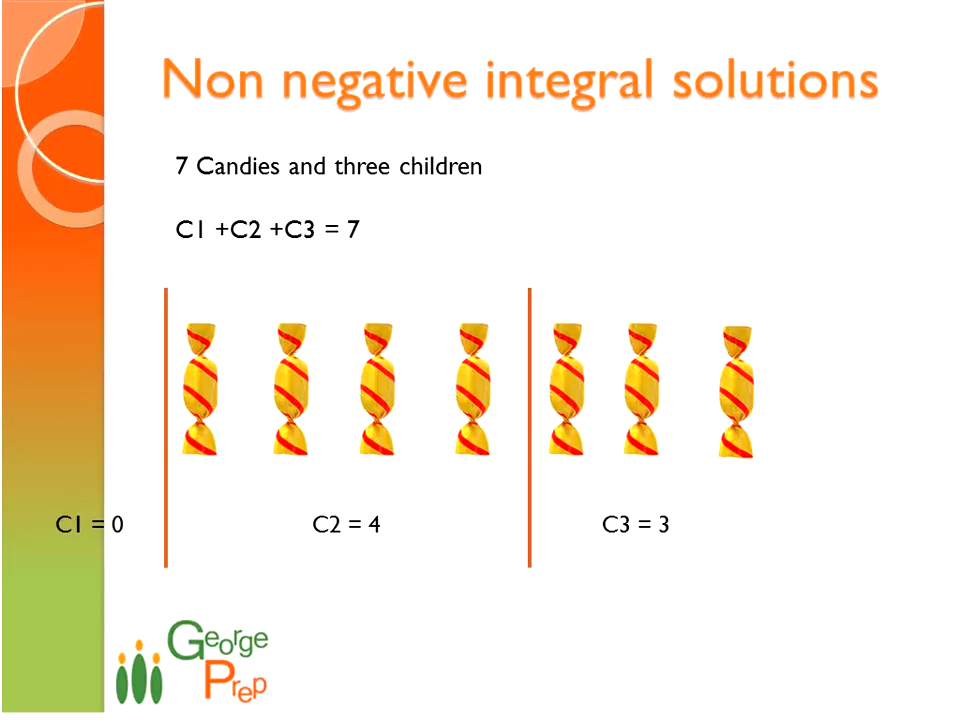 Non negative integral solutions
7 Candies and three children
C1 +C2 +C3 = 7
C1 = 0
C2 = 4
C3 = 3
George
Prep